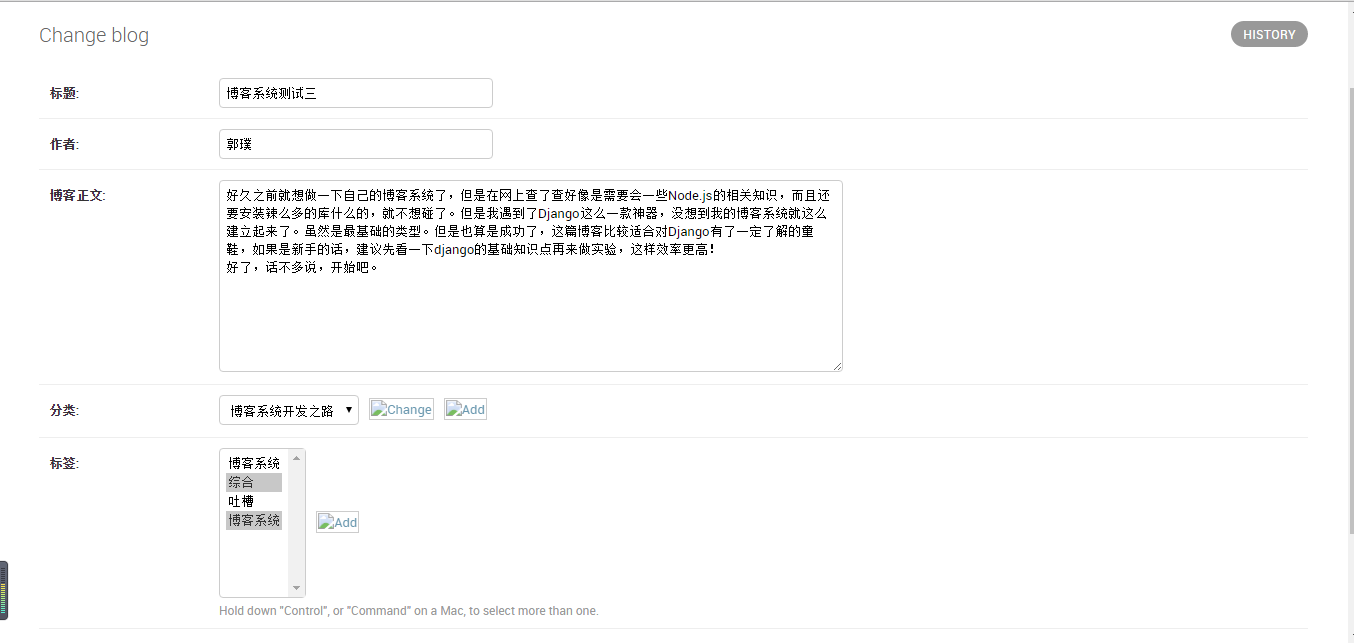 Change blog
HISTORY
标题:
博客系统测试三
作者:
郭璞
博客正文:
好久之前就想做一下自己的博客系统了，但是在网上查了查好像是需要会一些Node.js的相关知识，而且还
要安装辣么多的库什么的，就不想碰了。但是我遇到了Django这么一款神器，没想到我的博客系统就这么
建立起来了。虽然是最基础的类型。但是也算是成功了，这篇博客比较适合对Django有了一定了解的童
鞋，如果是新手的话，建议先看一下django的基础知识点再来做实验，这样效率更高！
好了，话不多说，开始吧。
分类:
博客系统开发之路
Change
Add
标签:
博客系统
综合
吐槽
博客系统
Add
Hold down "Control", or "Command" on a Mac, to select more than one.